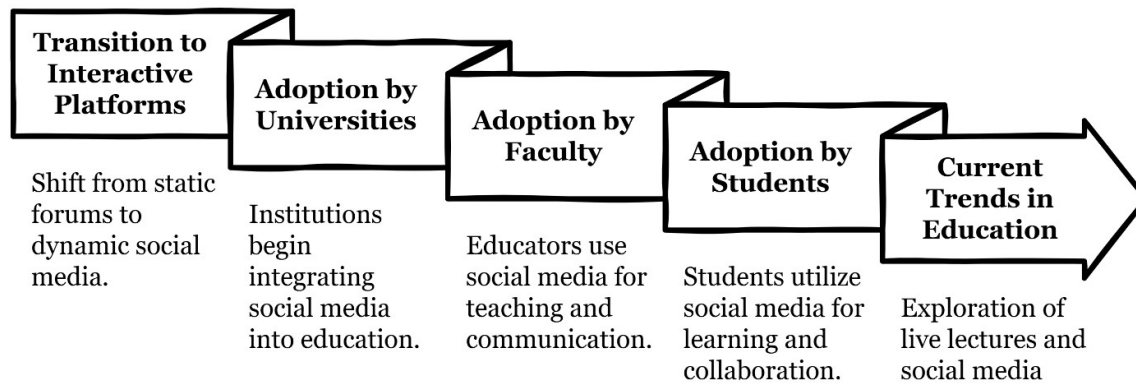 Transition to
Interactive
Platforms
Shift from static
forums to
dynamic social
media.
Adoption by
Universities
Institutions
begin
integrating
social media
into education.
Adoption by
Faculty
Educators use
social media for
teaching and
communication.
Adoption by
Students
Students utilize
social media for
learning and
collaboration.
Current
Trends in
Education
Exploration of
live lectures and
social media